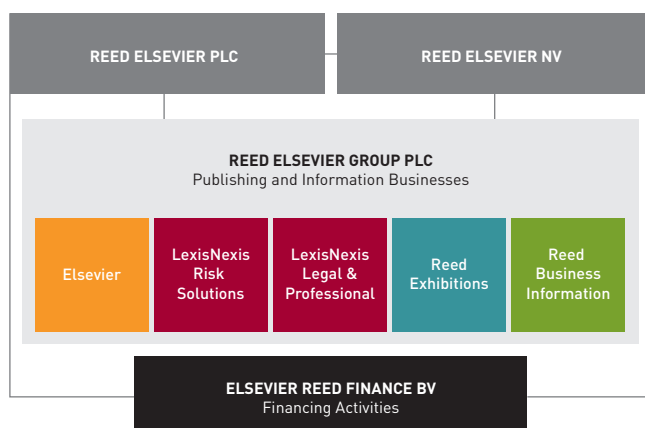 REED ELSEVIER PLC
REED ELSEVIER NV
REED ELSEVIER GROUP PLC
Publishing and Information Businesses
Elsevier
LexisNexis
Risk
Solutions
LexisNexis
Legal &
Professional
Reed
Exhibitions
Reed
Business
Information
ELSEVIER REED FINANCE BV
Financing Activities